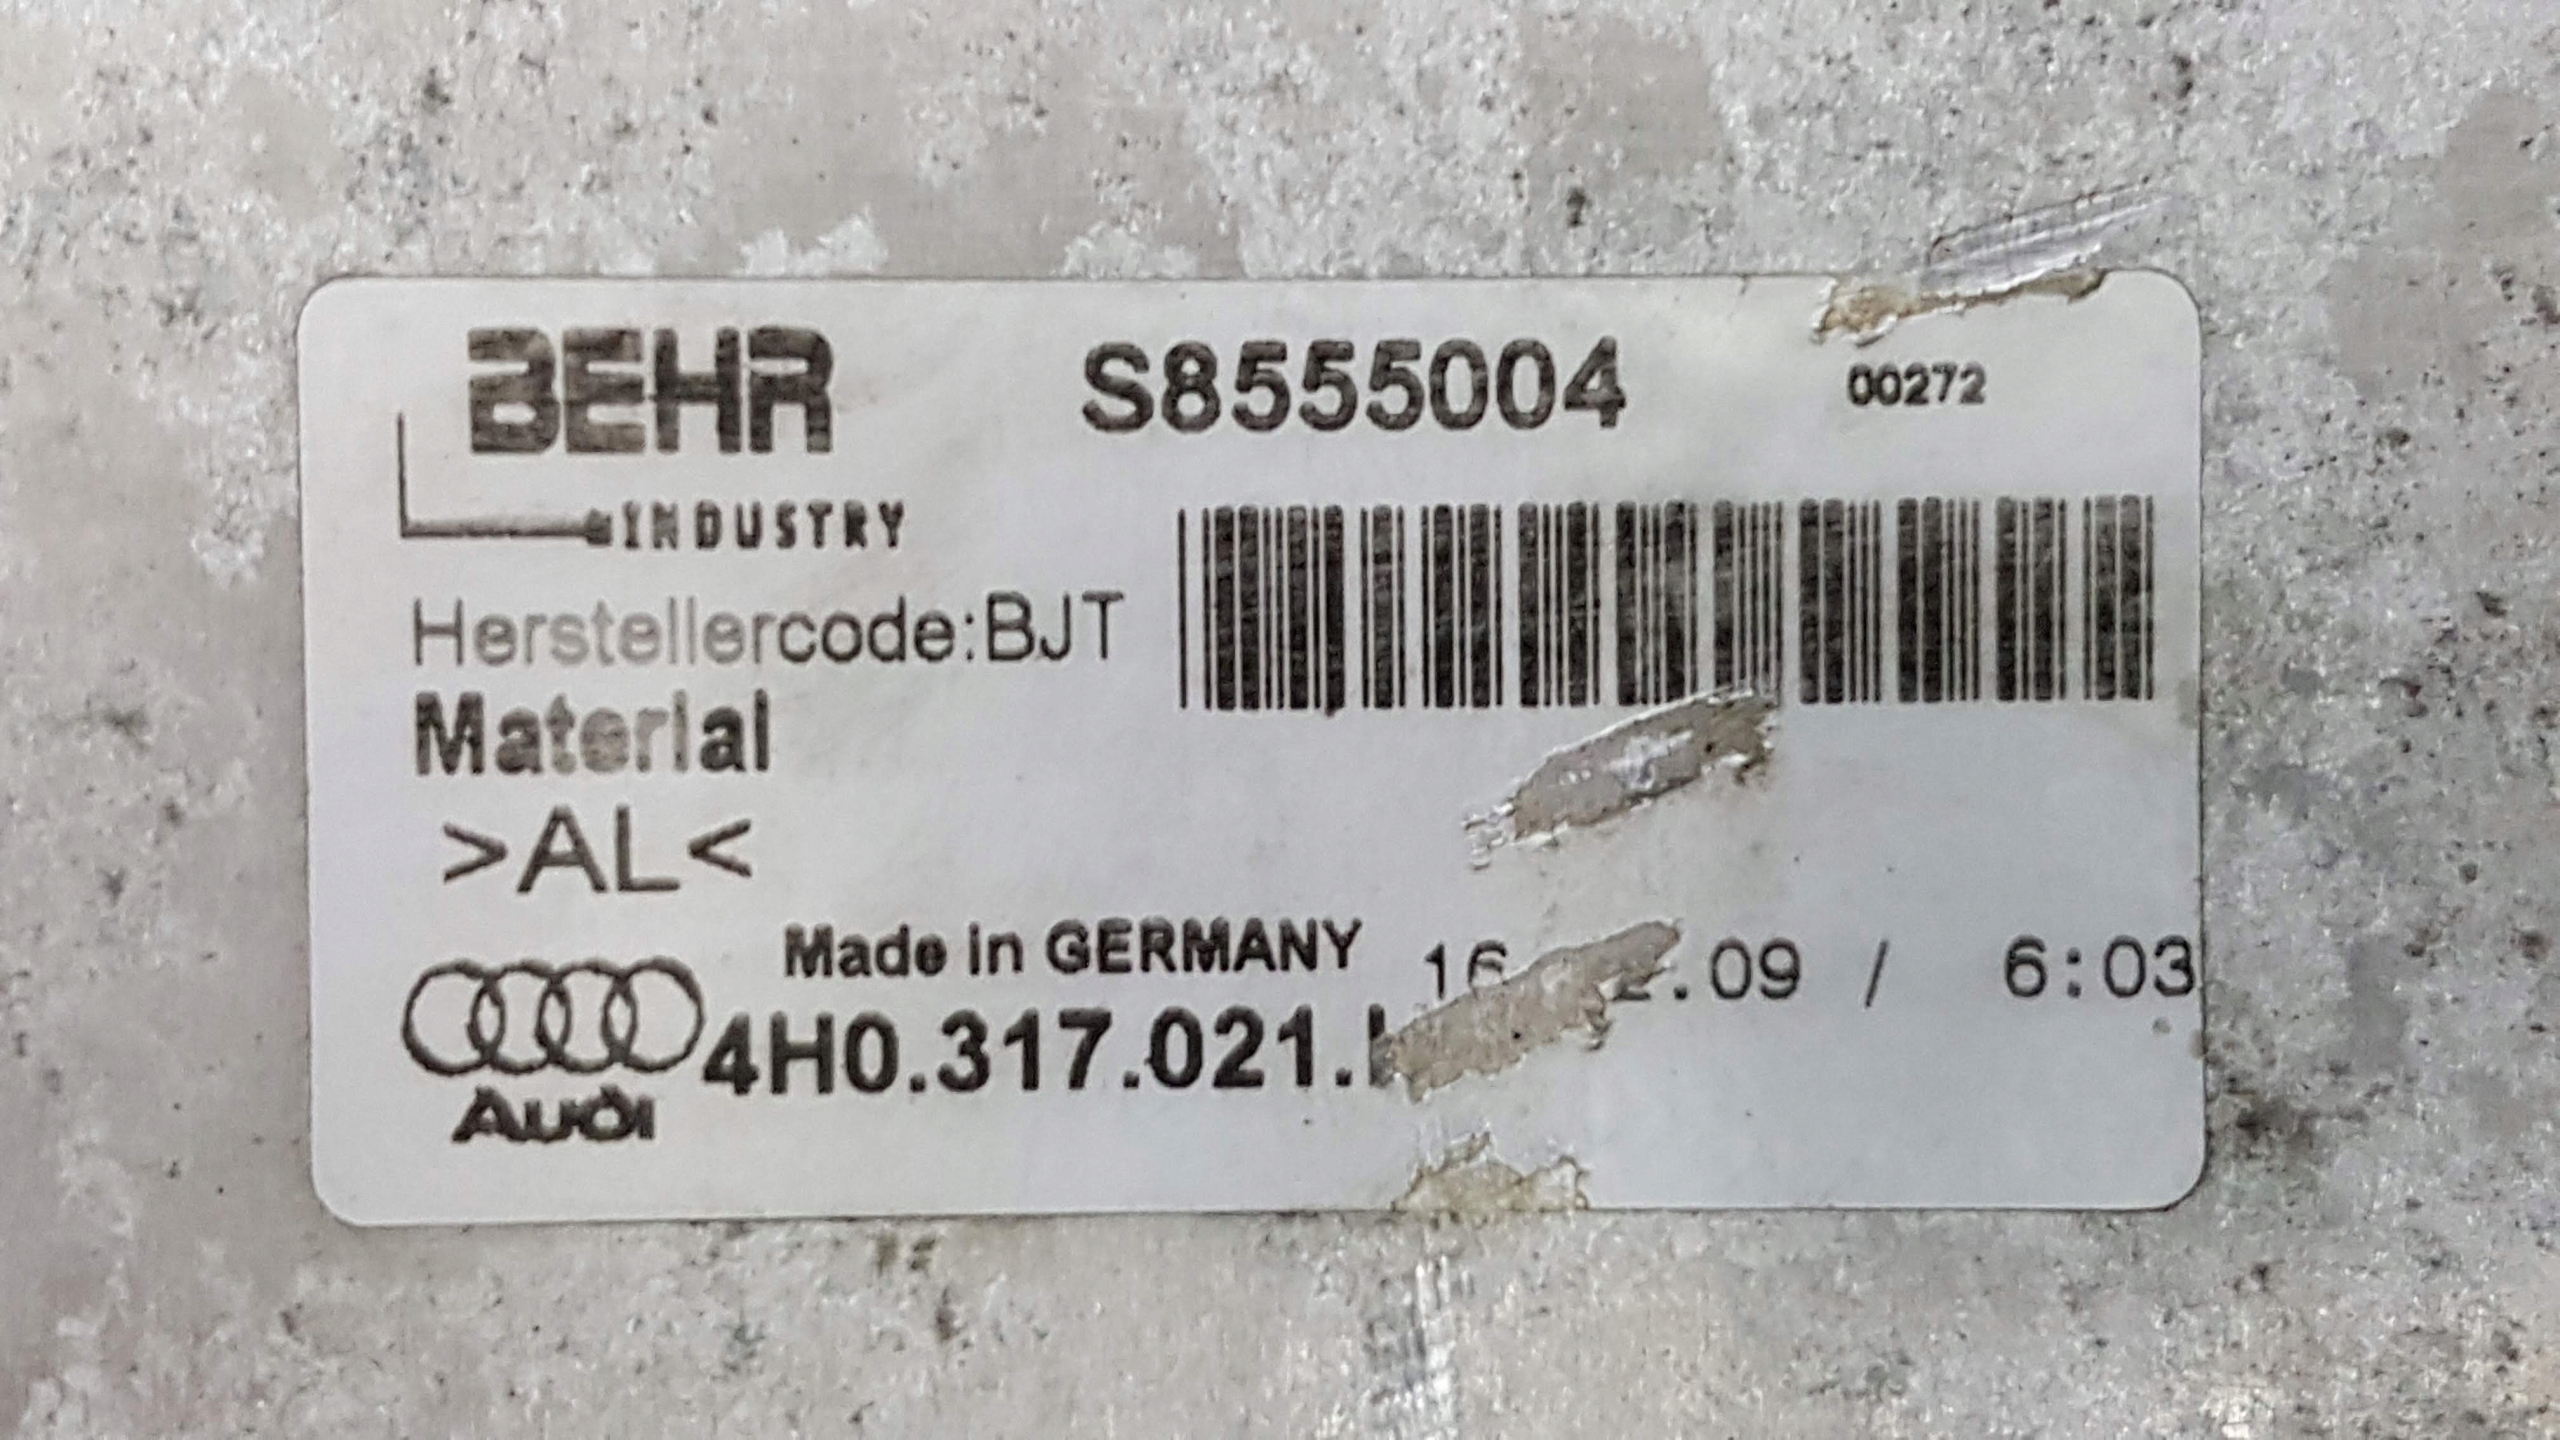 BEHR S8555004 00272
INDUSTRY
Herstellercode:BJT
Material
>AL<
Made in GERMANY .09 / 6:03
4H0.317.021.
Audi